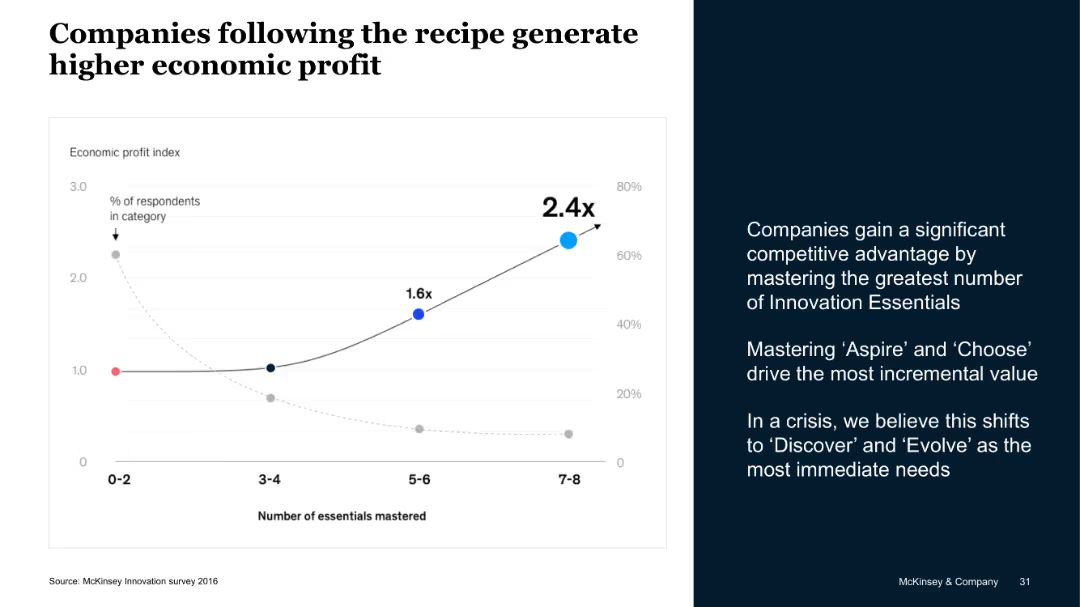 Companies following the recipe generate
higher economic profit
Economic profit index
3.0
2.0
1.0
0
% of respondents
in category
80%
60%
40%
20%
0
1.6x
2.4x
0-2
3-4
5-6
7-8
Number of essentials mastered
Companies gain a significant
competitive advantage by
mastering the greatest number
of Innovation Essentials
Mastering ‘Aspire’ and ‘Choose’
drive the most incremental value
In a crisis, we believe this shifts
to ‘Discover’ and ‘Evolve’ as the
most immediate needs
Source: McKinsey Innovation survey 2016
McKinsey & Company
31